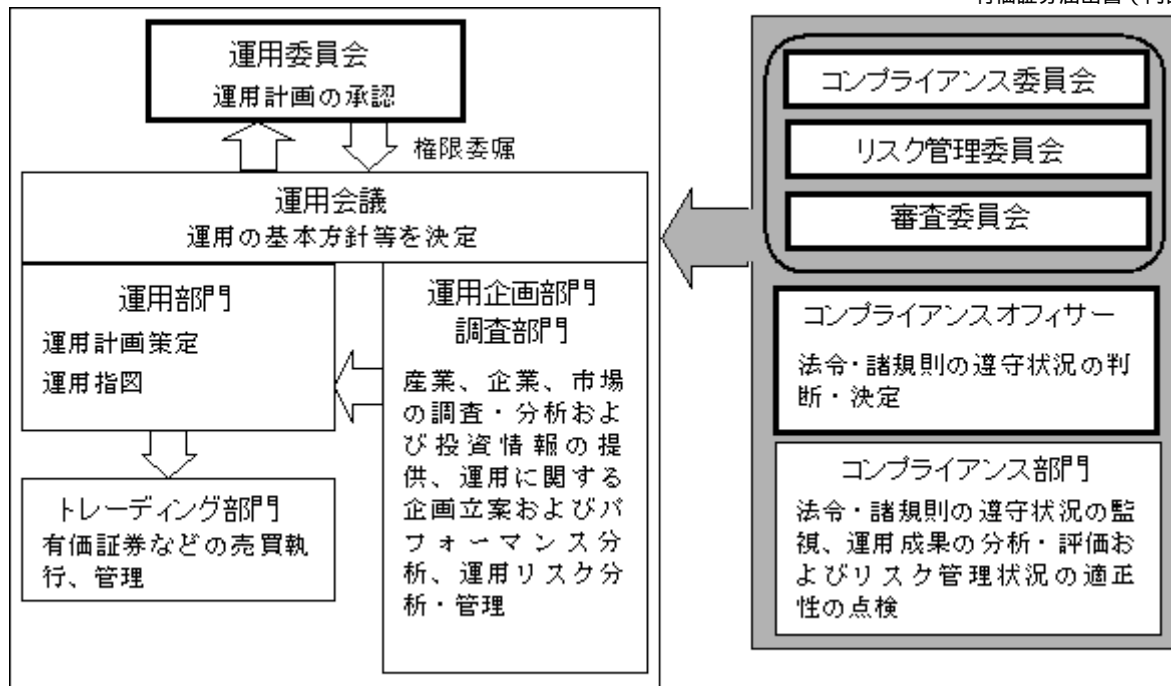 運用委員会
運用計画の承認
権限委嘱
運用会議
運用の基本方針等を決定
運用部門
運用計画策定
運用指図
トレーディング部門
有価証券などの売買執
行、管理
運用企画部門
調査部門
産業、企業、市場
の調査・分析およ
び投資情報の提
供、運用に関する
企画立案およびパ
フォーマンス分
析、運用リスク分
析・管理
コンプライアンス委員会
リスク管理委員会
審査委員会
コンプライアンスオフィサー
法令・諸規則の遵守状況の判
断・決定
コンプライアンス部門
法令・諸規則の遵守状況の監
視、運用成果の分析・評価お
よびリスク管理状況の適正
性の点検